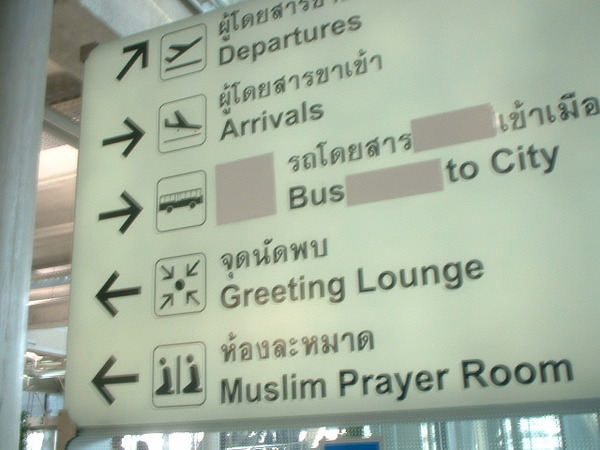 ผู้โดยสารขา
Departures
ผู้โดยสารขาเข้า
Arrivals
รถโดยสาร เข้าเมือ
Bus to City
จุดนัดพบ
Greeting Lounge
ห้องละหมาด
Muslim Prayer Room